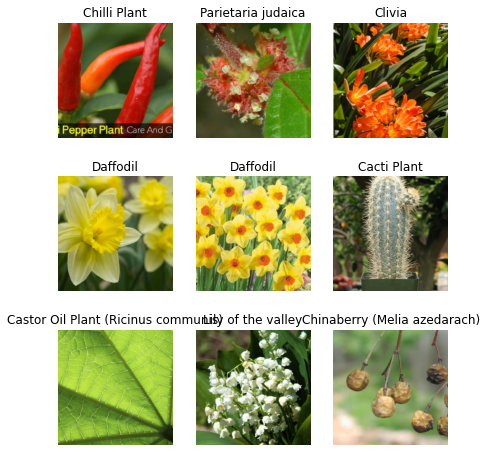 Chilli Plant
Parietaria judaica
Clivia
i Pepper Plant Care And G
Daffodil
Daffodil
Cacti Plant
Castor Oil Plant (Ricinus communis)
Lily of the valley
Chinaberry (Melia azedarach)